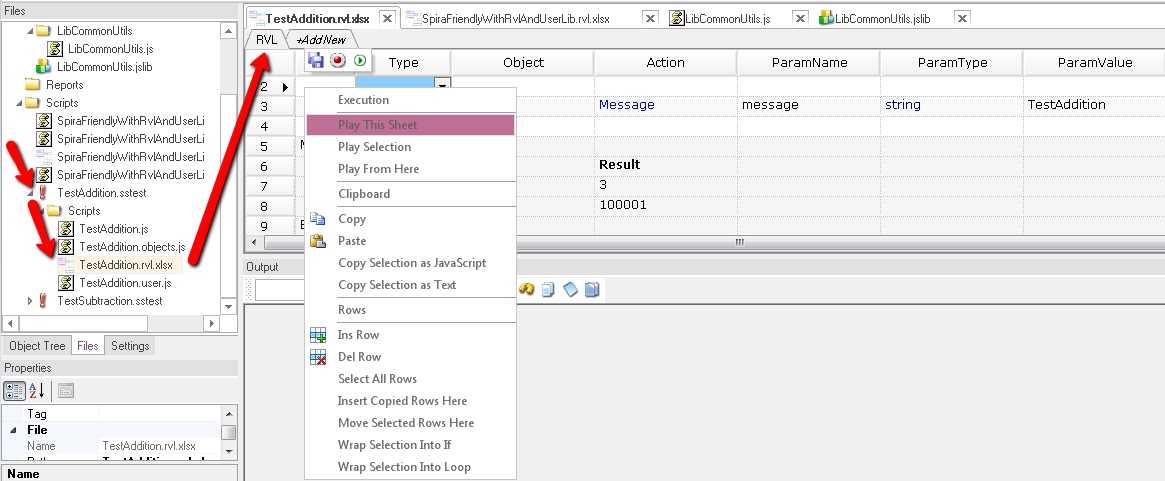 Files
LibCommonUtils
LibCommonUtils.js
LibCommonUtils.jslib
Reports
Scripts
SpiraFriendlyWithRvlAndUserLi
SpiraFriendlyWithRvlAndUserLi
SpiraFriendlyWithRvlAndUserLi
SpiraFriendlyWithRvlAndUserLi
TestAddition.sstest
Scripts
TestAddition.js
TestAddition.objects.js
TestAddition.rvl.xlsx
TestAddition.user.js
TestSubtraction.sstest
Object Tree Files Settings
Properties
Tag
File
Name TestAddition.rvl.xlsx
Name
TestAddition.rvl.xlsx SpiraFriendlyWithRvlAndUserLib.rvl.xlsx LibCommonUtils.js LibCommonUtils.jslib
RVL +AddNew
Type Object Action ParamName ParamType ParamValue
2
3 Message message string TestAddition
4
5
6 Result
7 3
8 100001
9
Execution
Play This Sheet
Play Selection
Play From Here
Clipboard
Copy
Paste
Copy Selection as JavaScript
Copy Selection as Text
Rows
Ins Row
Del Row
Select All Rows
Insert Copied Rows Here
Move Selected Rows Here
Wrap Selection Into If
Wrap Selection Into Loop
Output